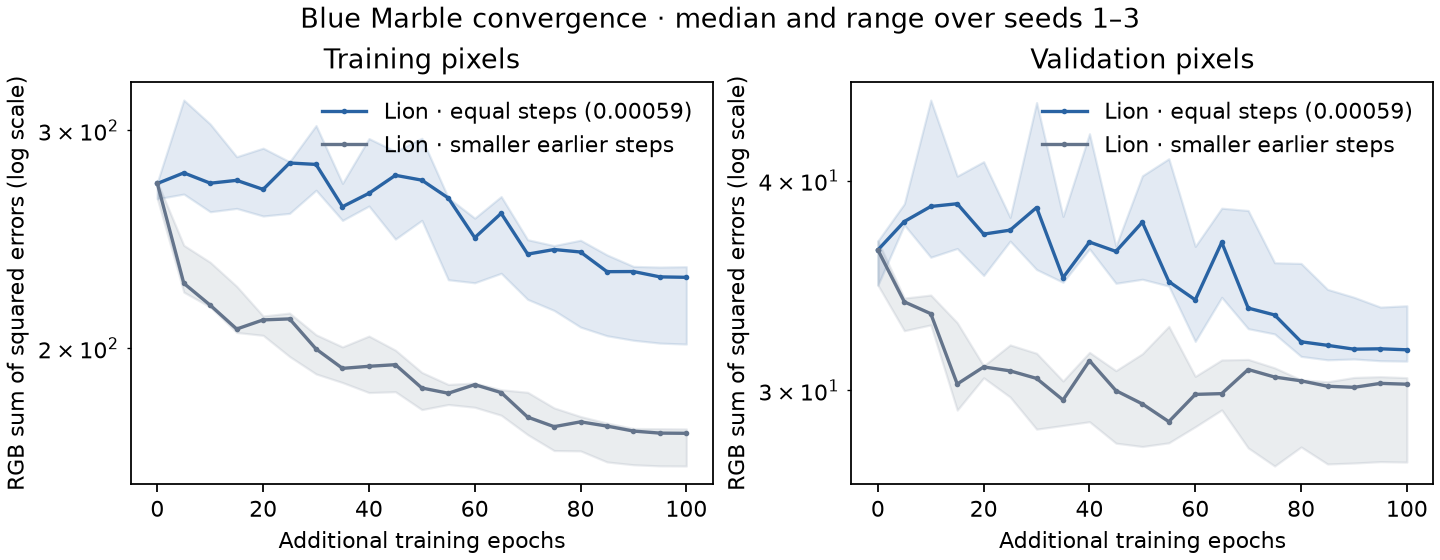 Blue Marble convergence · median and range over seeds 1–3
Training pixels
RGB sum of squared errors (log scale)
3 × 10²
2 × 10²
Lion · equal steps (0.00059)
Lion · smaller earlier steps
0 20 40 60 80 100
Additional training epochs
Validation pixels
RGB sum of squared errors (log scale)
4 × 10¹
3 × 10¹
Lion · equal steps (0.00059)
Lion · smaller earlier steps
0 20 40 60 80 100
Additional training epochs